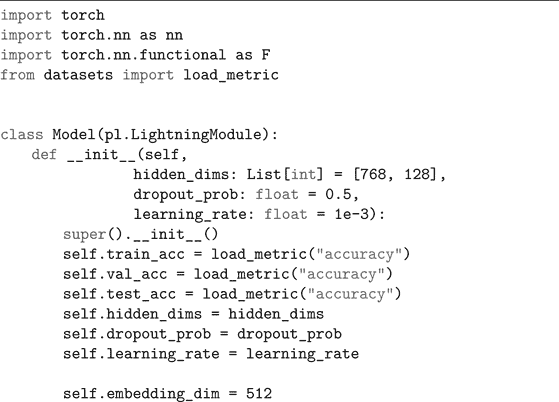 import torch
import torch.nn as nn
import torch.nn.functional as F
from datasets import load_metric
class Model(pl.LightningModule):
def __init__(self,
hidden_dims: List[int] = [768, 128],
dropout_prob: float = 0.5,
learning_rate: float = 1e-3):
super().__init__()
self.train_acc = load_metric("accuracy")
self.val_acc = load_metric("accuracy")
self.test_acc = load_metric("accuracy")
self.hidden_dims = hidden_dims
self.dropout_prob = dropout_prob
self.learning_rate = learning_rate
self.embedding_dim = 512